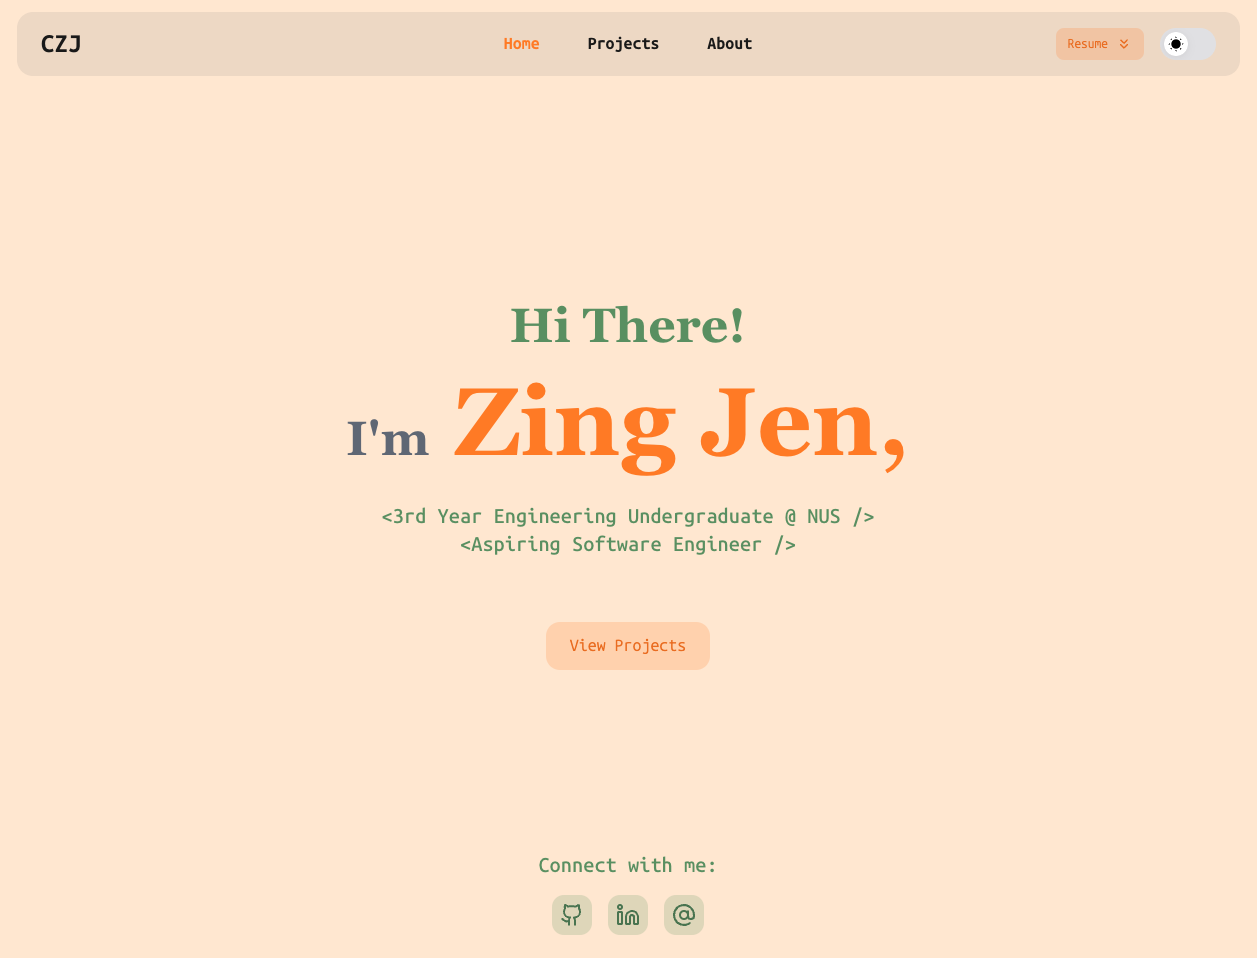 CZJ
Home
Projects
About
Resume
Hi There!
I'm Zing Jen,
<3rd Year Engineering Undergraduate @ NUS />
<Aspiring Software Engineer />
View Projects
Connect with me: